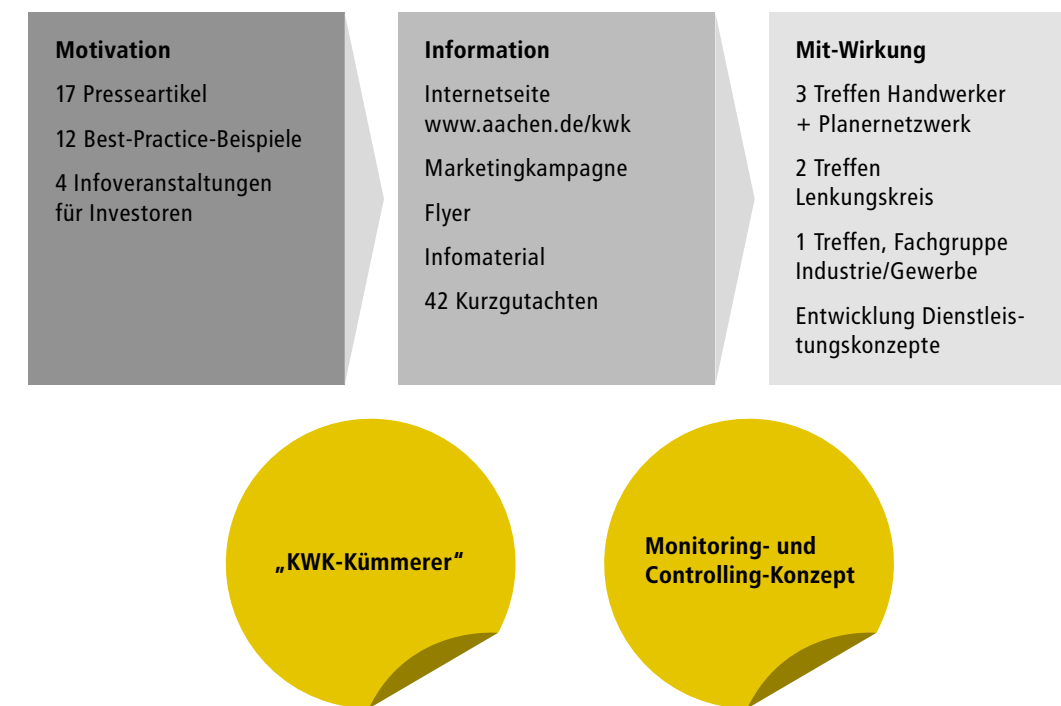 Motivation
17 Presseartikel
12 Best-Practice-Beispiele
4 Infoveranstaltungen
für Investoren
Information
Internetseite
www.aachen.de/kwk
Marketingkampagne
Flyer
Infomaterial
42 Kurzgutachten
Mit-Wirkung
3 Treffen Handwerker
+ Planernetzwerk
2 Treffen
Lenkungskreis
1 Treffen, Fachgruppe
Industrie/Gewerbe
Entwicklung Dienstleis-
tungskonzepte
„KWK-Kümmerer“
Monitoring- und
Controlling-Konzept